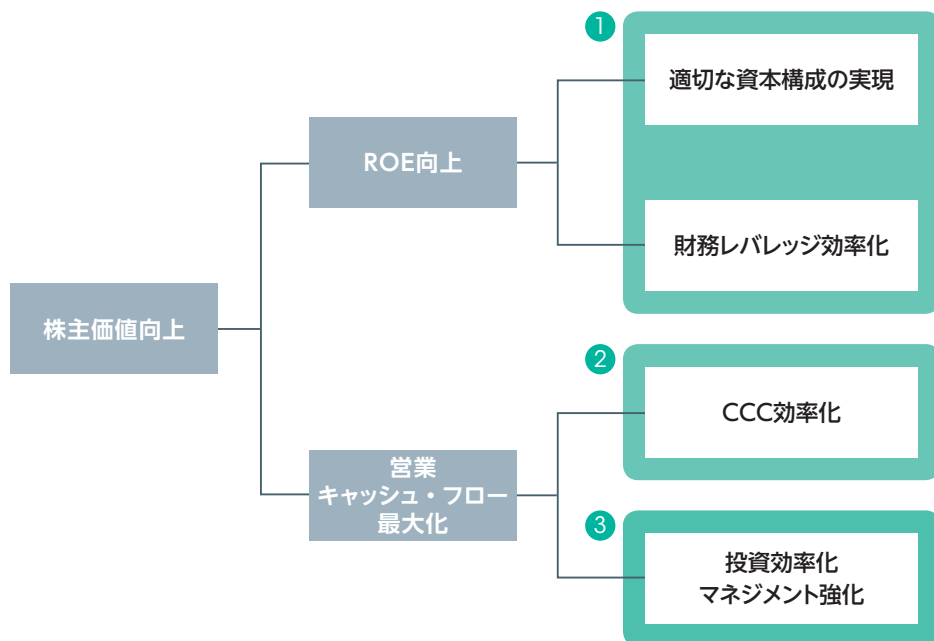 株主価値向上
ROE向上
営業
キャッシュ・フロー
最大化
1
適切な資本構成の実現
財務レバレッジ効率化
2
CCC効率化
3
投資効率化
マネジメント強化